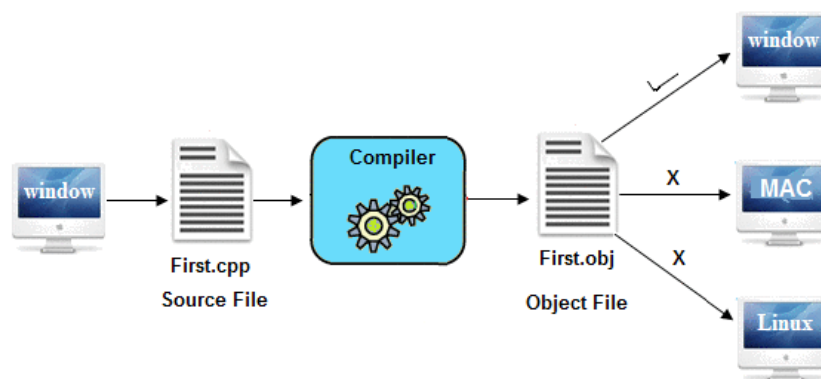 window
First.cpp
Source File
Compiler
First.obj
Object File
window
X
MAC
X
Linux